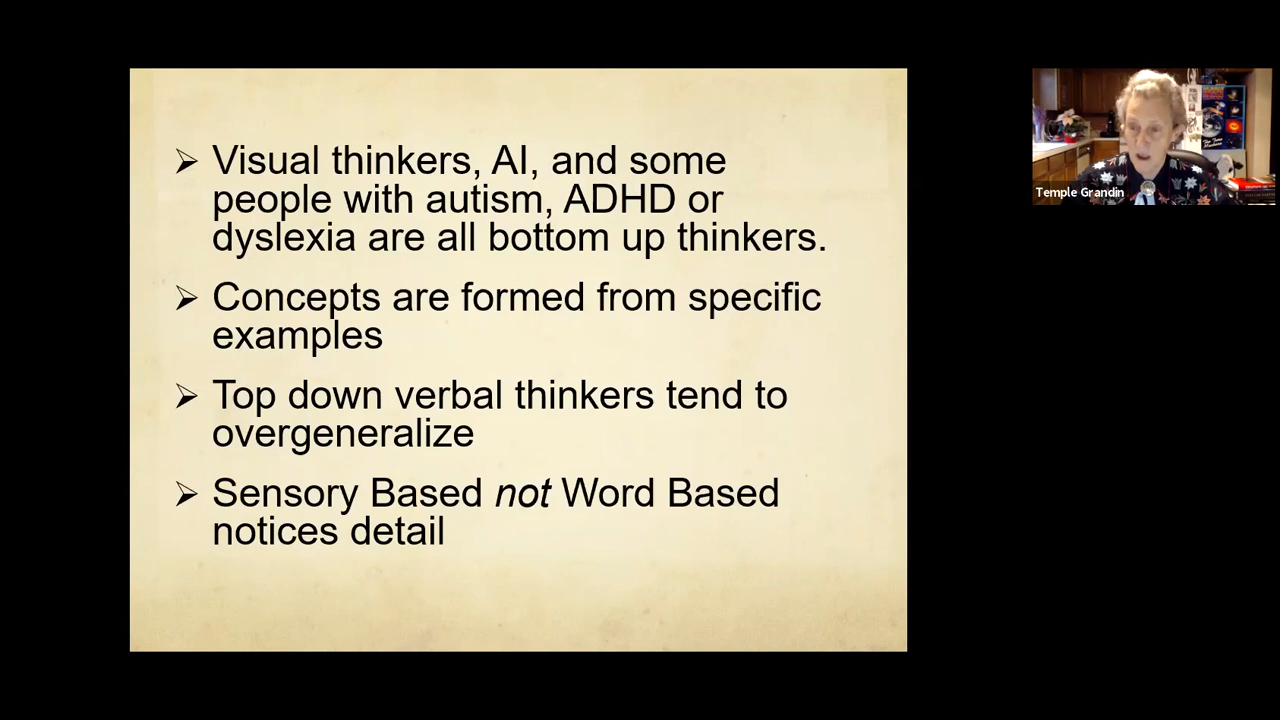 ➢ Visual thinkers, AI, and some
people with autism, ADHD or
dyslexia are all bottom up thinkers.
➢ Concepts are formed from specific
examples
➢ Top down verbal thinkers tend to
overgeneralize
➢ Sensory Based not Word Based
notices detail
Temple Grandin